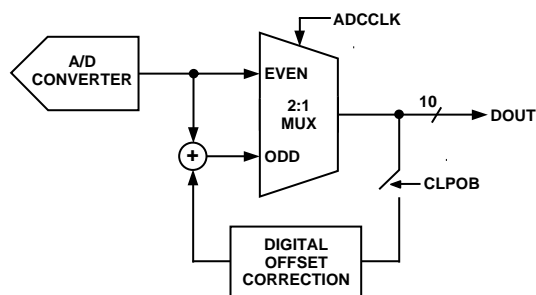 ADCCLK
A/D
CONVERTER
EVEN
2:1
MUX
10
DOUT
+
ODD
CLPOB
DIGITAL
OFFSET
CORRECTION